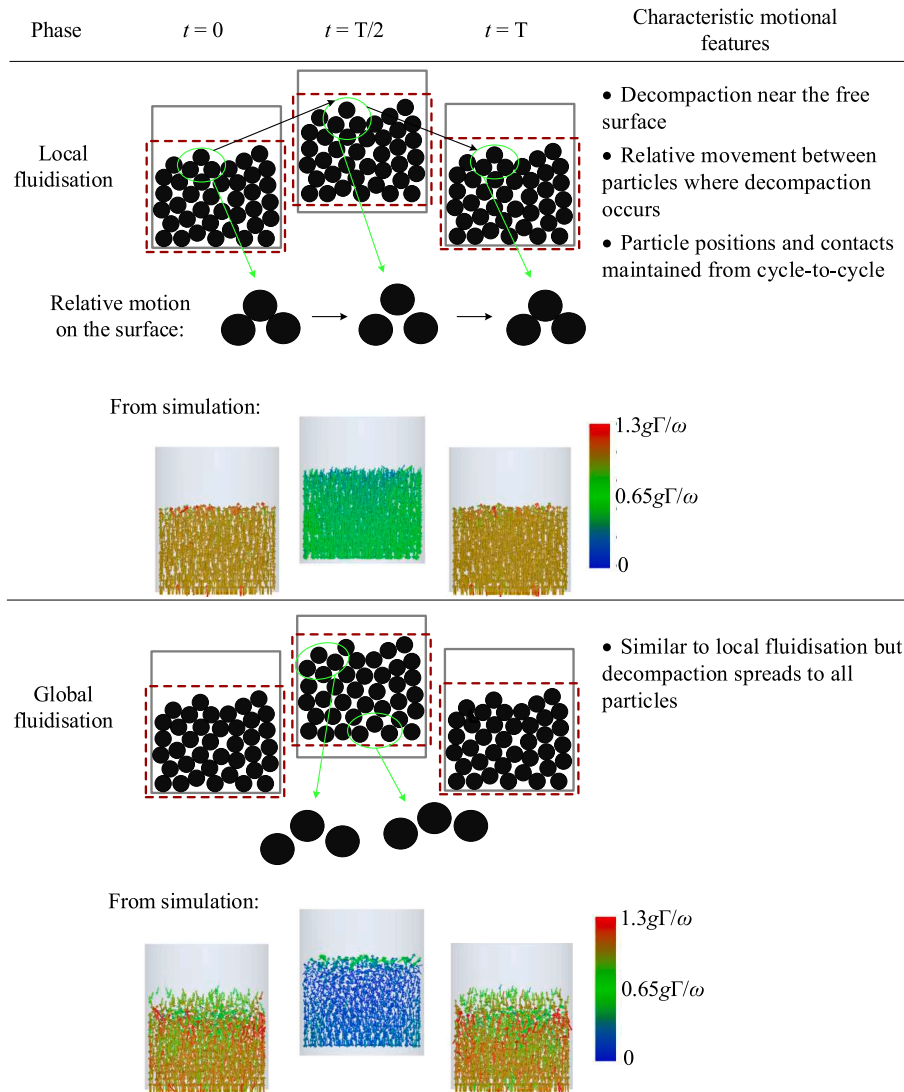 Phase t = 0 t = T/2 t = T Characteristic motional
features
Local
fluidisation
• Decompaction near the free
surface
• Relative movement between
particles where decompaction
occurs
• Particle positions and contacts
maintained from cycle-to-cycle
Relative motion
on the surface:
From simulation:
1.3gΓ/ω
0.65gΓ/ω
0
Global
fluidisation
• Similar to local fluidisation but
decompaction spreads to all
particles
From simulation:
1.3gΓ/ω
0.65gΓ/ω
0